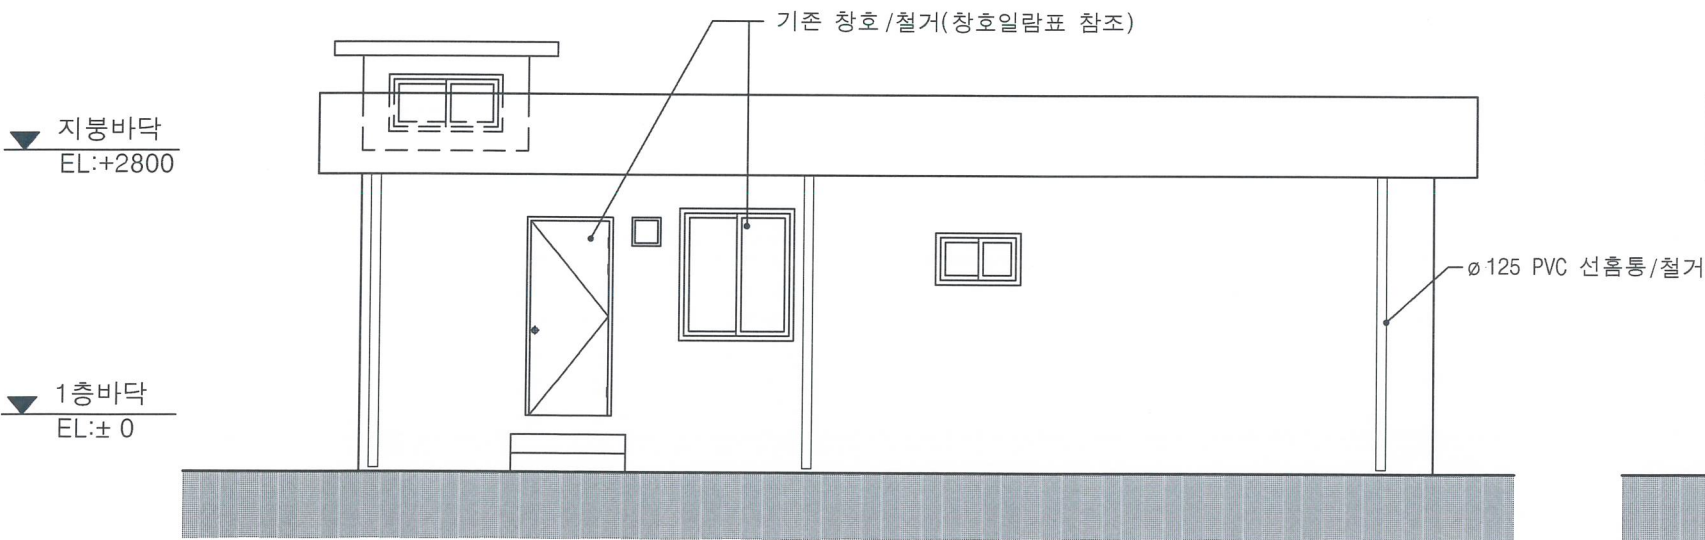 기존 창호/철거(창호일람표 참조)
지붕바닥
EL:+2800
ø125 PVC 선홈통/철거
1층바닥
EL:± 0